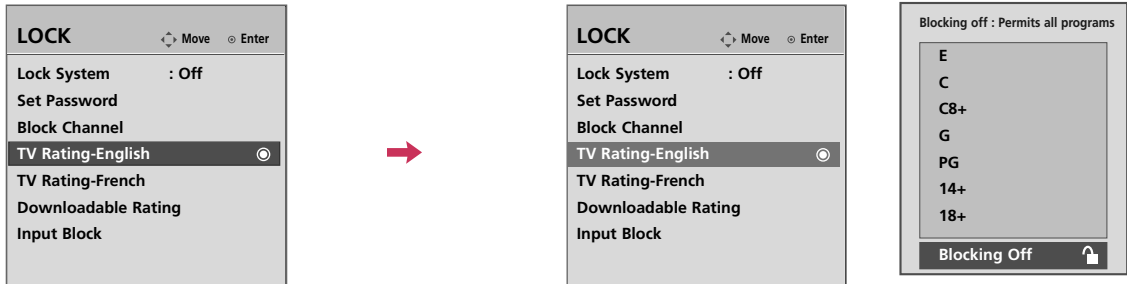 LOCK Move Enter
Lock System : Off
Set Password
Block Channel
TV Rating-English
TV Rating-French
Downloadable Rating
Input Block
LOCK Move Enter
Lock System : Off
Set Password
Block Channel
TV Rating-English
TV Rating-French
Downloadable Rating
Input Block
Blocking off : Permits all programs
E
C
C8+
G
PG
14+
18+
Blocking Off